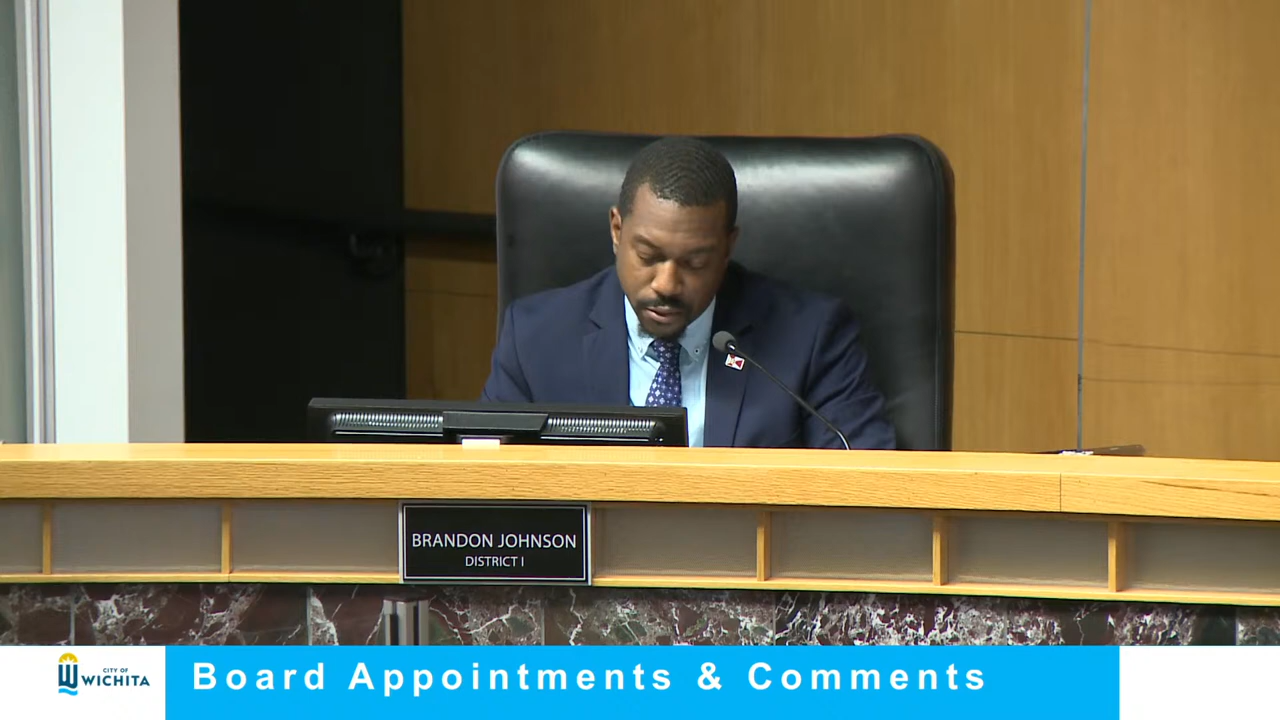 BRANDON JOHNSON
DISTRICT I
CITY OF
WICHITA
Board Appointments & Comments